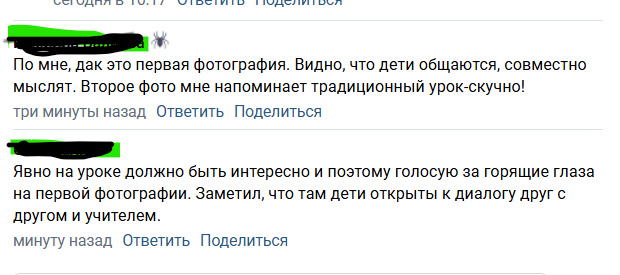 сегодня в 10:17 Ответить Поделиться
По мне, дак это первая фотография. Видно, что дети общаются, совместно
мыслят. Второе фото мне напоминает традиционный урок-скучно!
три минуты назад Ответить Поделиться
Явно на уроке должно быть интересно и поэтому голосую за горящие глаза
на первой фотографии. Заметил, что там дети открыты к диалогу друг с
другом и учителем.
минуту назад Ответить Поделиться